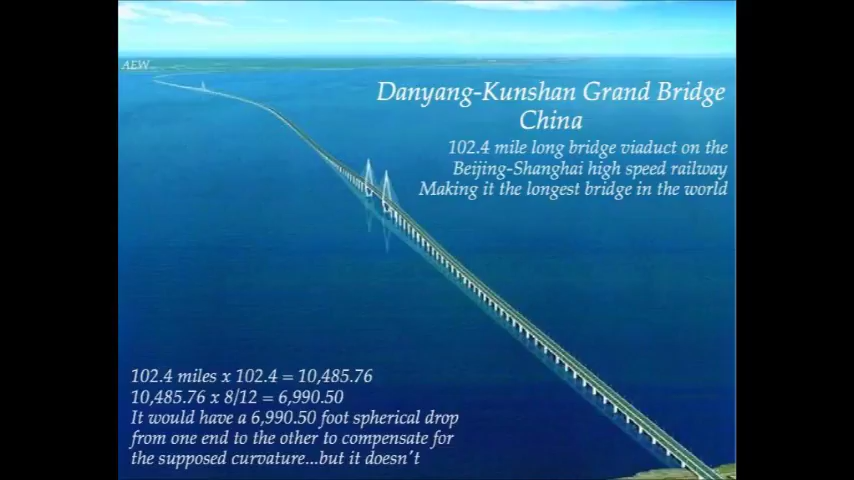 AEW
Danyang-Kunshan Grand Bridge
China
102.4 mile long bridge viaduct on the
Beijing-Shanghai high speed railway
Making it the longest bridge in the world
102.4 miles x 102.4 = 10,485.76
10,485.76 x 8/12 = 6,990.50
It would have a 6,990.50 foot spherical drop
from one end to the other to compensate for
the supposed curvature...but it doesn't